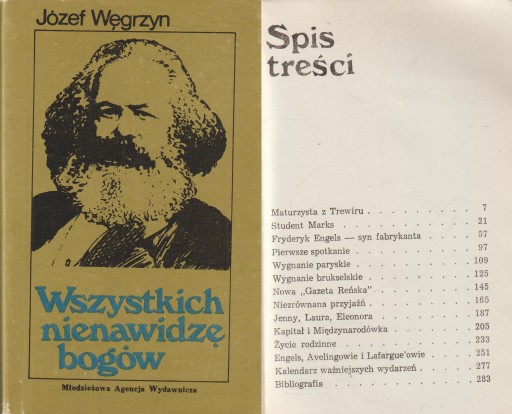 Józef Węgrzyn
Wszystkich
nienawidzę
bogów
Młodzieżowa Agencja Wydawnicza
Spis
treści
Maturzysta z Trewiru . . . . . . . . 7
Student Marks . . . . . . . . 21
Fryderyk Engels — syn fabrykanta . . . . . 57
Pierwsze spotkanie . . . . . . . . 97
Wygnanie paryskie . . . . . . . . 109
Wygnanie brukselskie . . . . . . . . 125
Nowa „Gazeta Reńska” . . . . . . . 145
Niezrównana przyjaźń . . . . . . . . 165
Jenny, Laura, Eleonora . . . . . . . 187
Kapitał i Międzynarodówka . . . . . . 205
Życie rodzinne . . . . . . . . 233
Engels, Avelingowie i Lafargue'owie . . . . . 251
Kalendarz ważniejszych wydarzeń . . . . . 277
Bibliografia . . . . . . . . 283